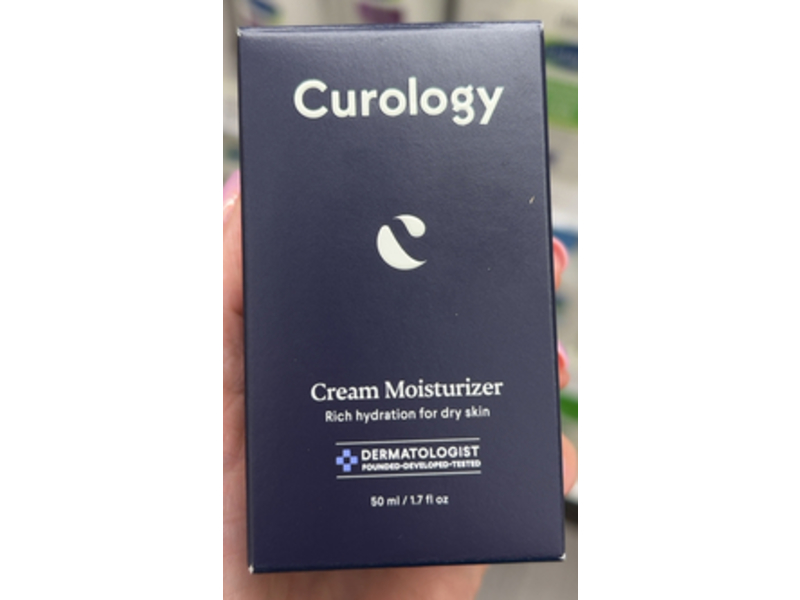 Curology
Cream Moisturizer
Rich hydration for dry skin
DERMATOLOGIST
FOUNDED-DEVELOPED-TESTED
50 ml / 1.7 fl oz